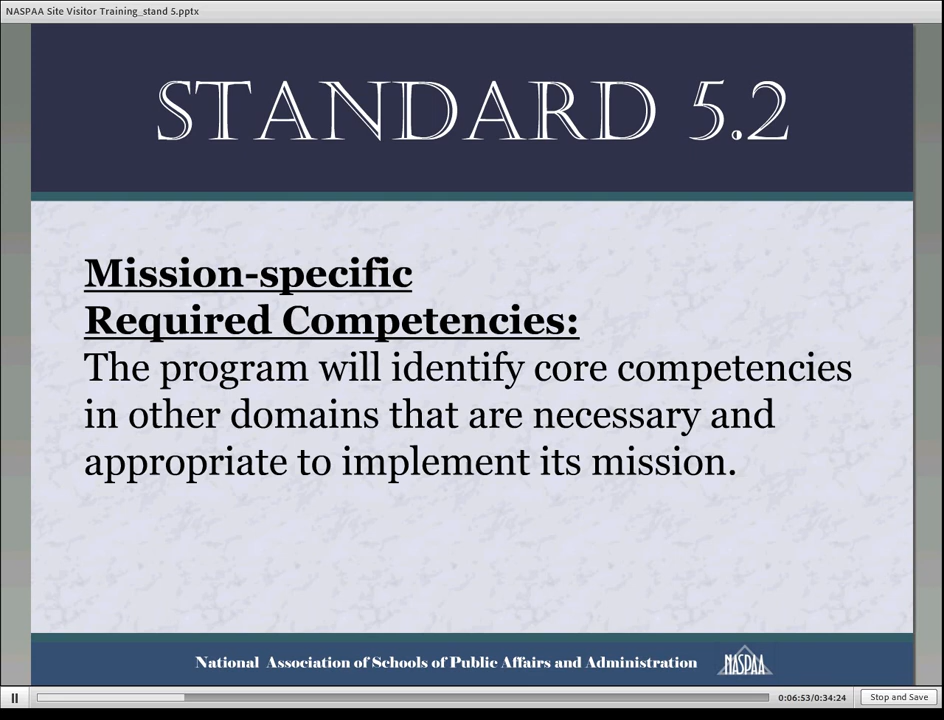 NASPAA Site Visitor Training_stand 5.pptx
STANDARD 5.2
Mission-specific
Required Competencies:
The program will identify core competencies
in other domains that are necessary and
appropriate to implement its mission.
National Association of Schools of Public Affairs and Administration
NASPAA
0:06:53/0:34:24
Stop and Save